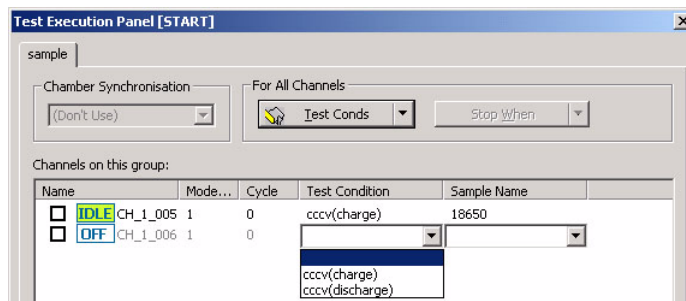 Test Execution Panel [START]
sample
Chamber Synchronisation
For All Channels
(Don't Use)
Test Conds
Stop When
Channels on this group:
Name Mode... Cycle Test Condition Sample Name
IDLE CH_1_005 1 0 cccv(charge) 18650
OFF CH_1_006 1 0
cccv(charge)
cccv(discharge)